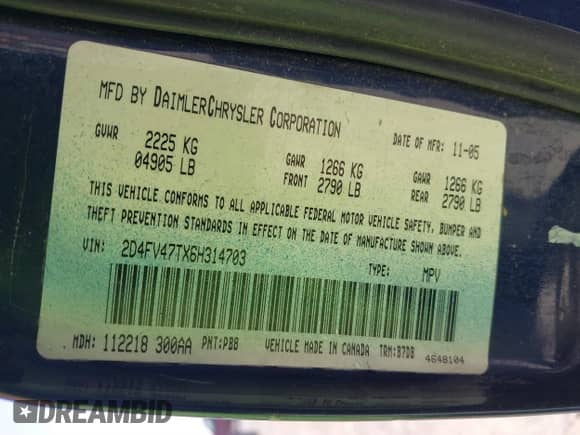 MFD BY DAIMLERCHRYSLER CORPORATION
DATE OF MFR: 11-05
GVWR 2225 KG
04905 LB
GAWR FRONT 1266 KG
2790 LB
GAWR REAR 1266 KG
2790 LB
THIS VEHICLE CONFORMS TO ALL APPLICABLE FEDERAL MOTOR VEHICLE SAFETY, BUMPER AND
THEFT PREVENTION STANDARDS IN EFFECT ON THE DATE OF MANUFACTURE SHOWN ABOVE.
VIN: 2D4FV47TX6H314703
TYPE: MPV
MDH: 112218 300AA PNT:PBB VEHICLE MADE IN CANADA TRM:B7DB
4648104
DREAMBID